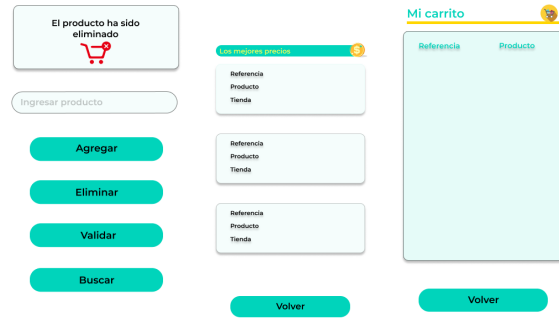 El producto ha sido
eliminado
Ingresar producto
Agregar
Eliminar
Validar
Buscar
Los mejores precios
$
Referencia
Producto
Tienda
Referencia
Producto
Tienda
Referencia
Producto
Tienda
Volver
Mi carrito
Referencia Producto
Volver